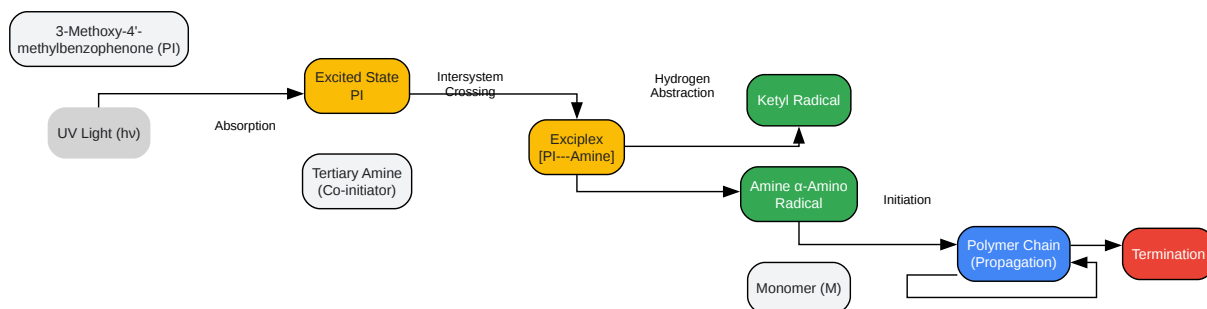 3-Methoxy-4'-
methylbenzophenone (PI)
UV Light (hv)
Absorption
Excited State
PI
Intersystem
Crossing
Tertiary Amine
(Co-initiator)
Exciplex
[PI---Amine]
Hydrogen
Abstraction
Ketyl Radical
Amine α-Amino
Radical
Initiation
Monomer (M)
Polymer Chain
(Propagation)
Termination